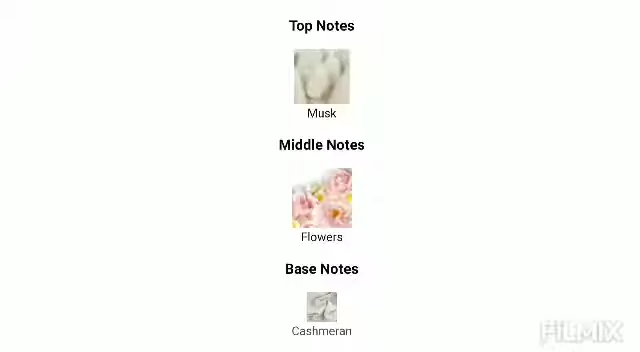 Top Notes
Musk
Middle Notes
Flowers
Base Notes
Cashmeran
FILMIX